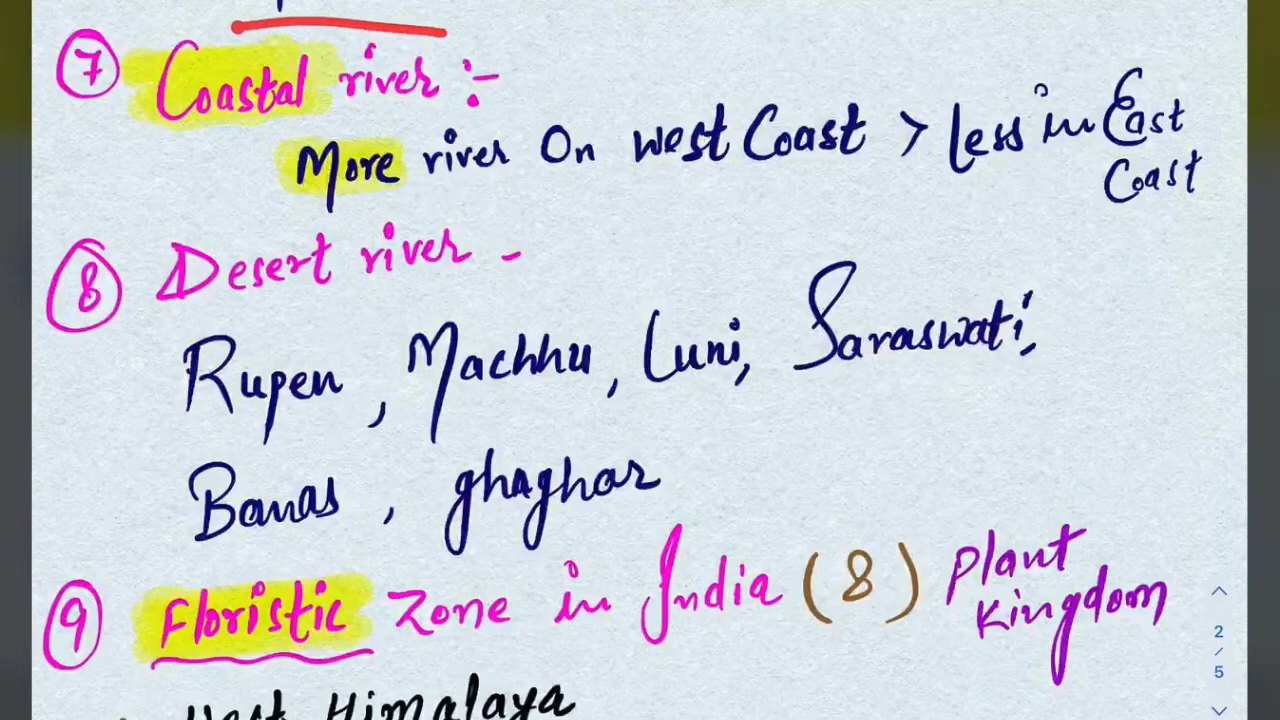 7 Coastal river :-
More river On west Coast > less in East Coast
8 Desert river -
Rupen, Machhu, Luni, Saraswati,
Banas, ghaghar
9 Floristic Zone in India (8) Plant Kingdom
West Himalaya
2
/
5